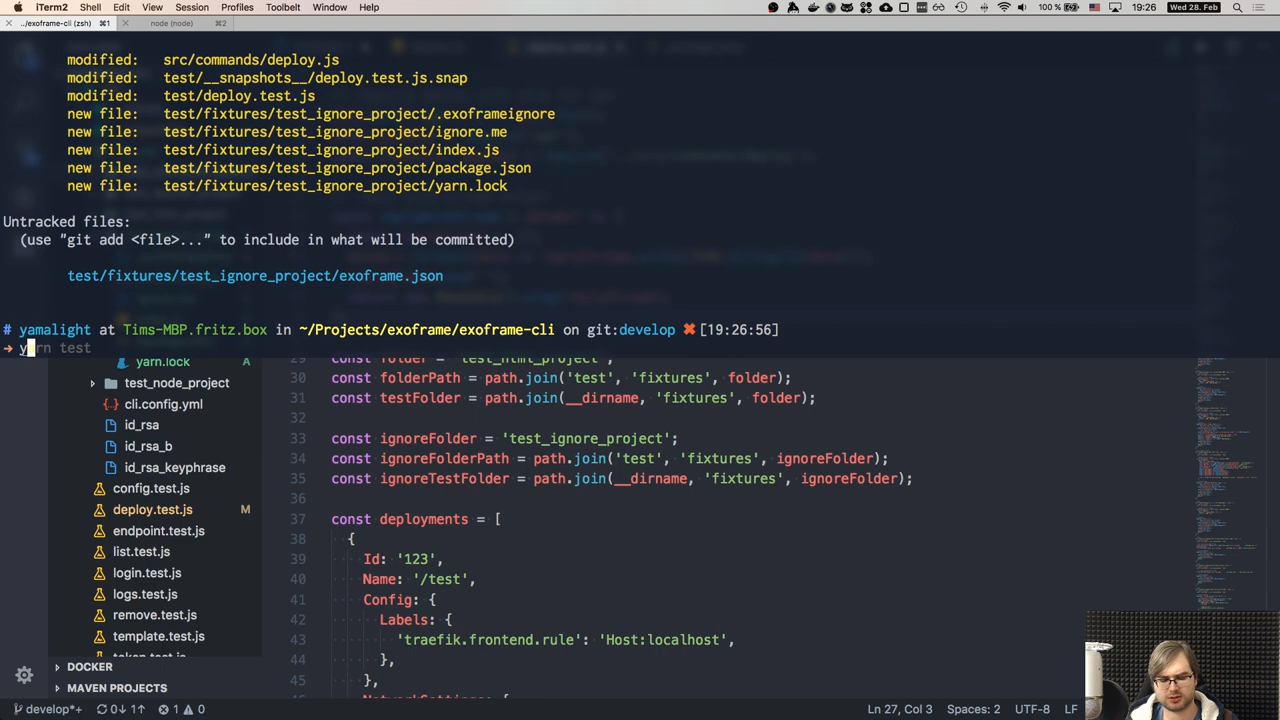 iTerm2 Shell Edit View Session Profiles Toolbelt Window Help 100 % 19:26 Wed 28. Feb
../exoframe-cli (zsh) ⌘1 node (node) ⌘2
modified: src/commands/deploy.js
modified: test/__snapshots__/deploy.test.js.snap
modified: test/deploy.test.js
new file: test/fixtures/test_ignore_project/.exoframeignore
new file: test/fixtures/test_ignore_project/ignore.me
new file: test/fixtures/test_ignore_project/index.js
new file: test/fixtures/test_ignore_project/package.json
new file: test/fixtures/test_ignore_project/yarn.lock
Untracked files:
(use "git add <file>..." to include in what will be committed)
test/fixtures/test_ignore_project/exoframe.json
# yamalight at Tims-MBP.fritz.box in ~/Projects/exoframe/exoframe-cli on git:develop ✖ [19:26:56]
→ yarn test
yarn.lock A
test_node_project
cli.config.yml
id_rsa
id_rsa_b
id_rsa_keyphrase
config.test.js
deploy.test.js M
endpoint.test.js
list.test.js
login.test.js
logs.test.js
remove.test.js
template.test.js
token.test.js
DOCKER
MAVEN PROJECTS
29 const folder = 'test_html_project';
30 const folderPath = path.join('test', 'fixtures', folder);
31 const testFolder = path.join(__dirname, 'fixtures', folder);
32
33 const ignoreFolder = 'test_ignore_project';
34 const ignoreFolderPath = path.join('test', 'fixtures', ignoreFolder);
35 const ignoreTestFolder = path.join(__dirname, 'fixtures', ignoreFolder);
36
37 const deployments = [
38 {
39 Id: '123',
40 Name: '/test',
41 Config: {
42 Labels: {
43 'traefik.frontend.rule': 'Host:localhost',
44 },
45 },
46 NetworkSettings: {
develop*+ 0↓ 1↑ 1 0 Ln 27, Col 3 Spaces: 2 UTF-8 LF